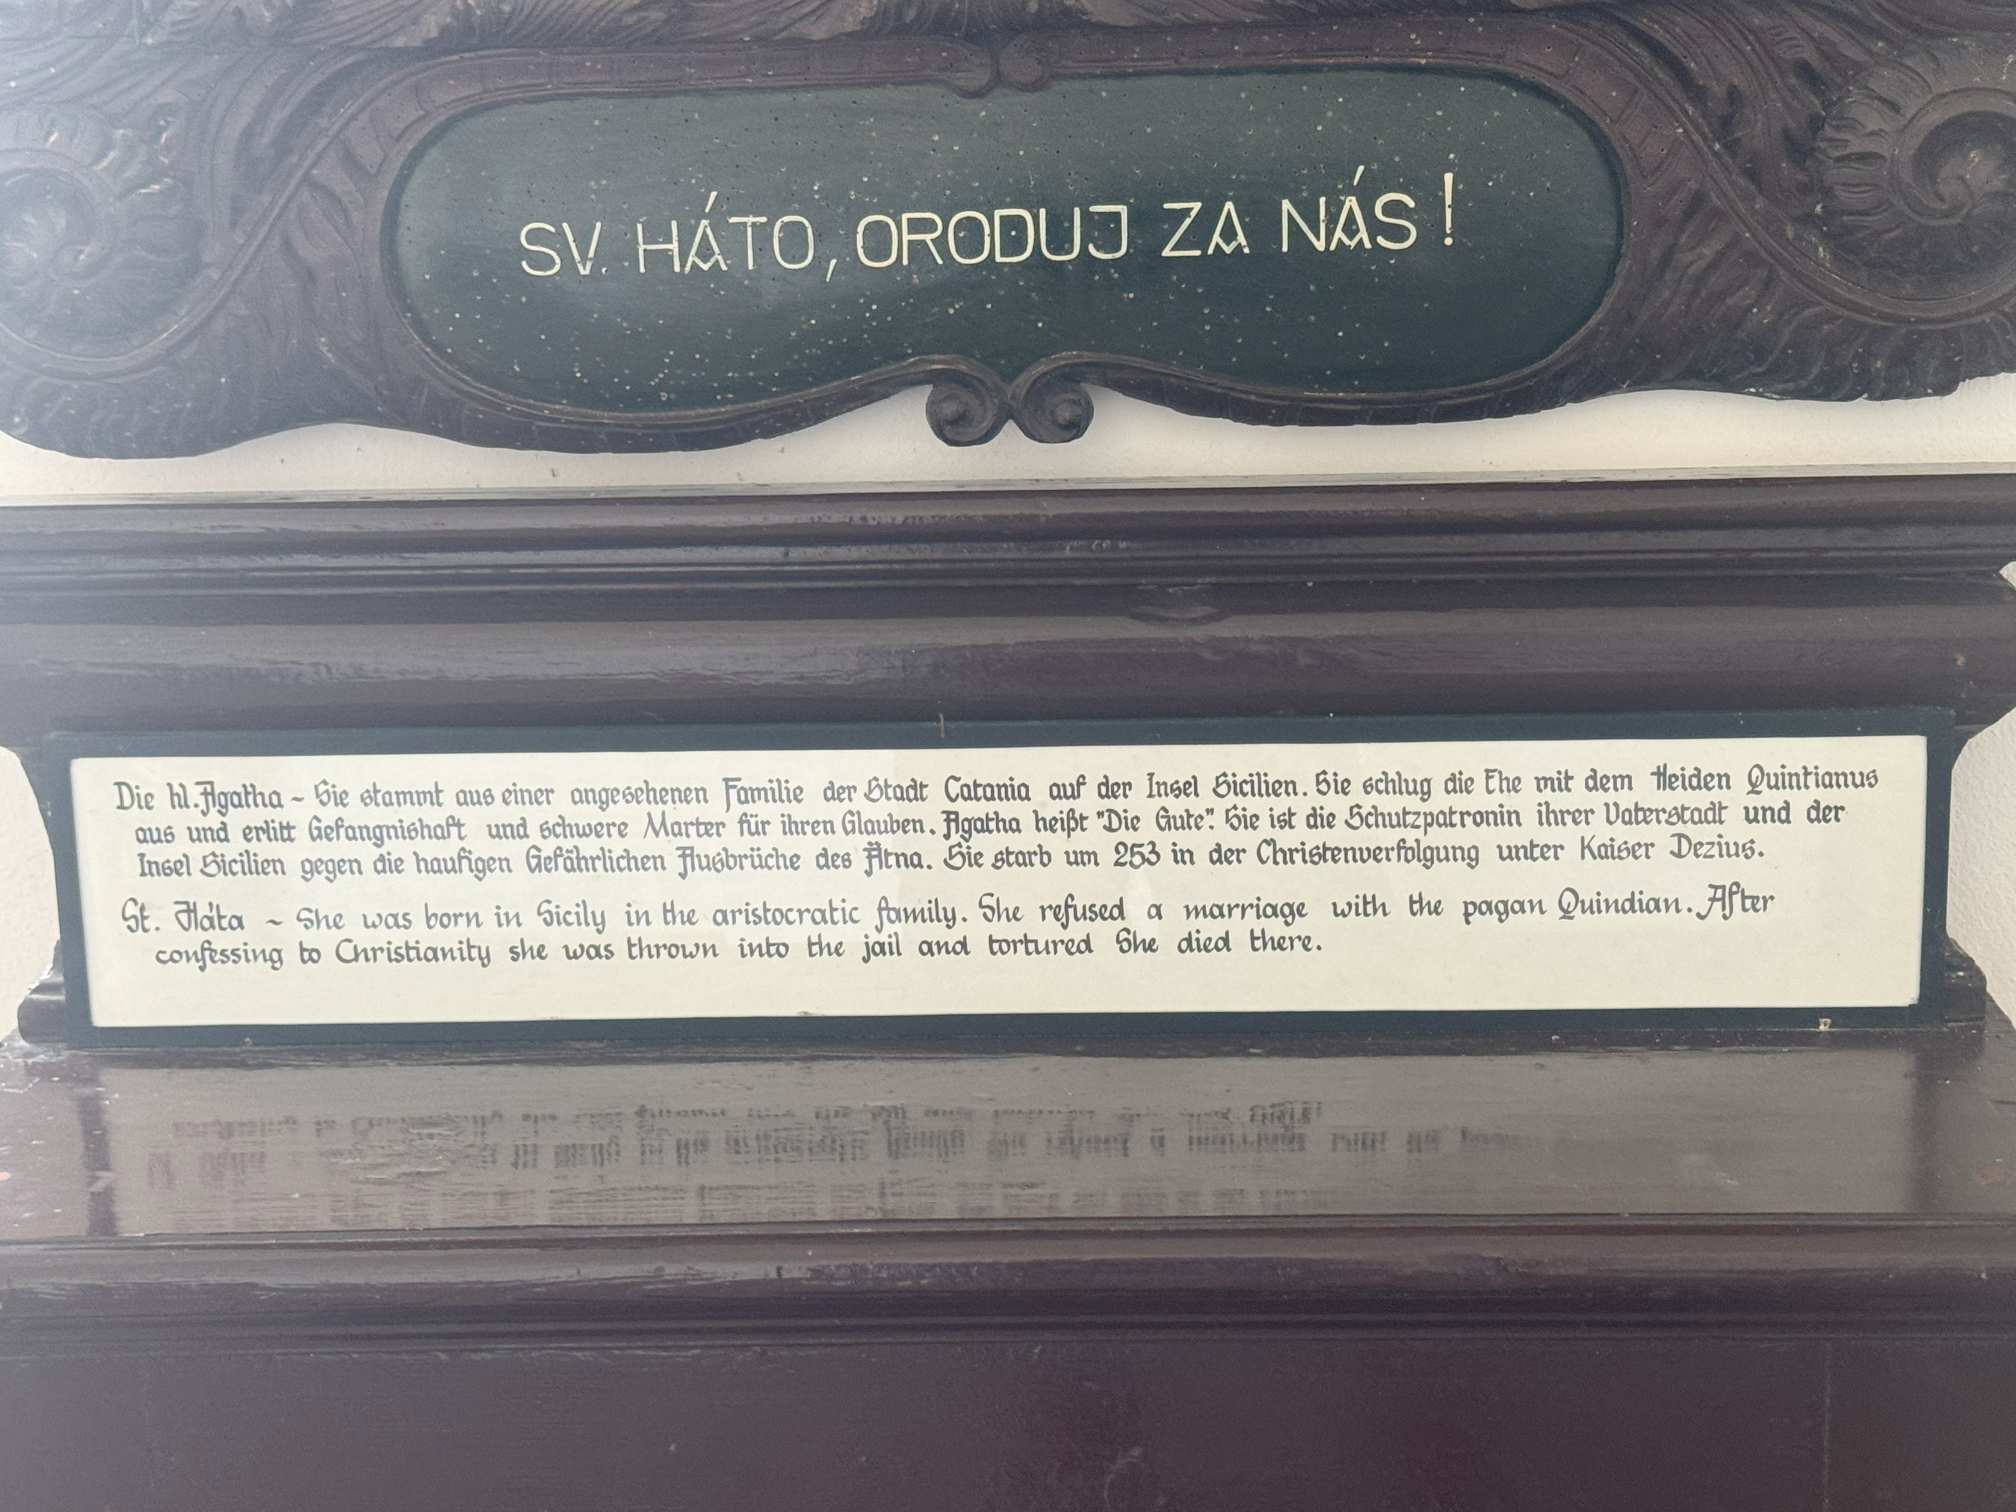 SV. HÁTO, ORODUJ ZA NÁS!
Die hl. Agatha ~ Sie stammt aus einer angesehenen Familie der Stadt Catania auf der Insel Sicilien. Sie schlug die Ehe mit dem Heiden Quintianus
aus und erlitt Gefangnishaft und schwere Marter für ihren Glauben. Agatha heißt "Die Gute". Sie ist die Schutzpatronin ihrer Vaterstadt und der
Insel Sicilien gegen die haufigen Gefährlichen Ausbrüche des Ätna. Sie starb um 253 in der Christenverfolgung unter Kaiser Dezius.
St. Háta ~ She was born in Sicily in the aristocratic family. She refused a marriage with the pagan Quindian. After
confessing to Christianity she was thrown into the jail and tortured She died there.